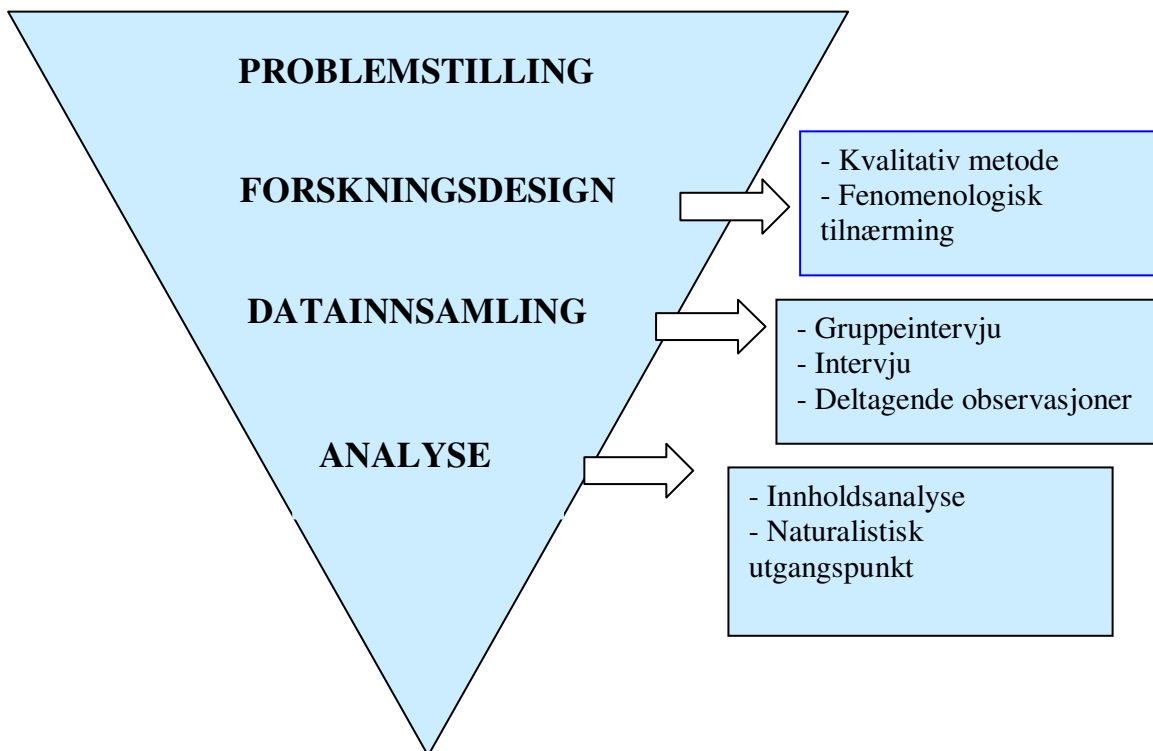 PROBLEMSTILLING
FORSKNINGSDESIGN
- Kvalitativ metode
- Fenomenologisk
tilnærming
DATAINNSAMLING
- Gruppeintervju
- Intervju
- Deltagende observasjoner
ANALYSE
- Innholdsanalyse
- Naturalistisk
utgangspunkt